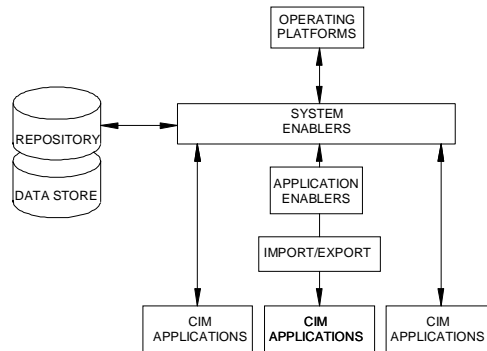 OPERATING
PLATFORMS
SYSTEM
ENABLERS
REPOSITORY
DATA STORE
APPLICATION
ENABLERS
IMPORT/EXPORT
CIM
APPLICATIONS
CIM
APPLICATIONS
CIM
APPLICATIONS